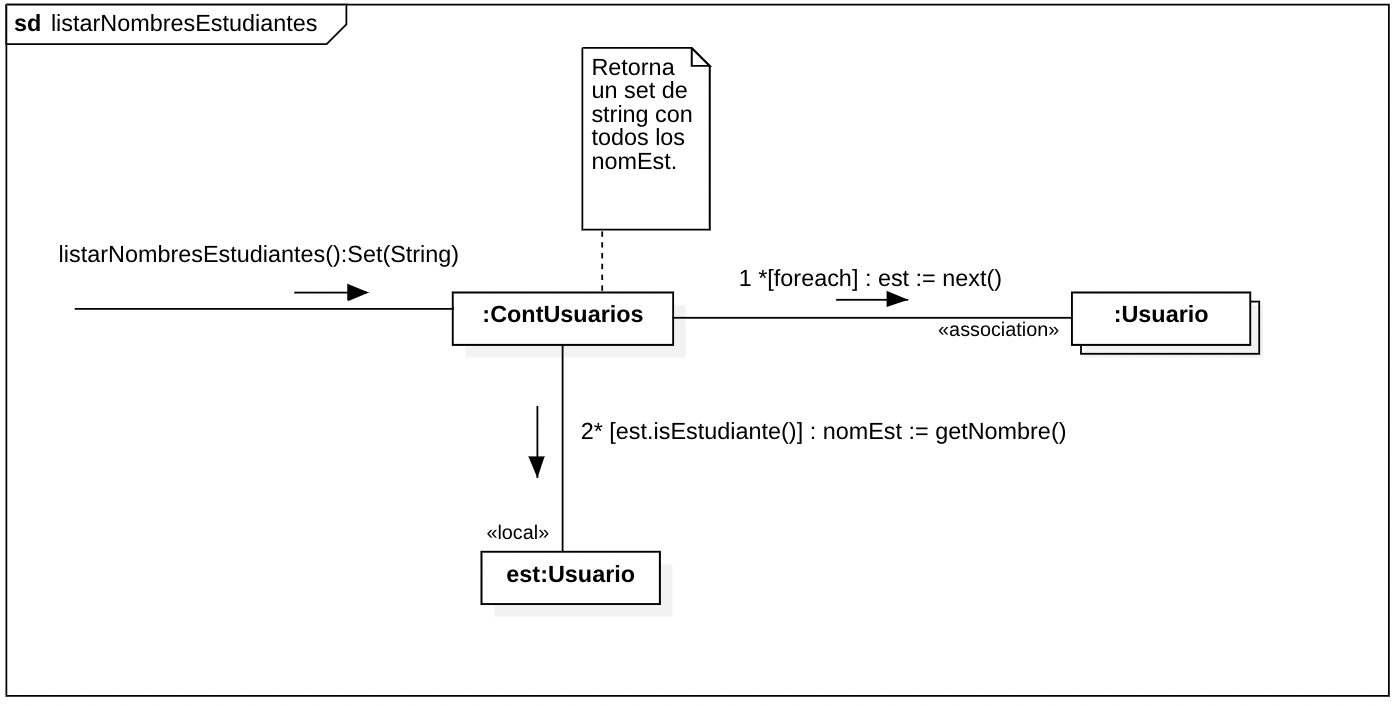 sd listarNombresEstudiantes
Retorna
un set de
string con
todos los
nomEst.
listarNombresEstudiantes():Set(String)
1 *[foreach] : est := next()
:ContUsuarios
:Usuario
«association»
2* [est.isEstudiante()] : nomEst := getNombre()
«local»
est:Usuario